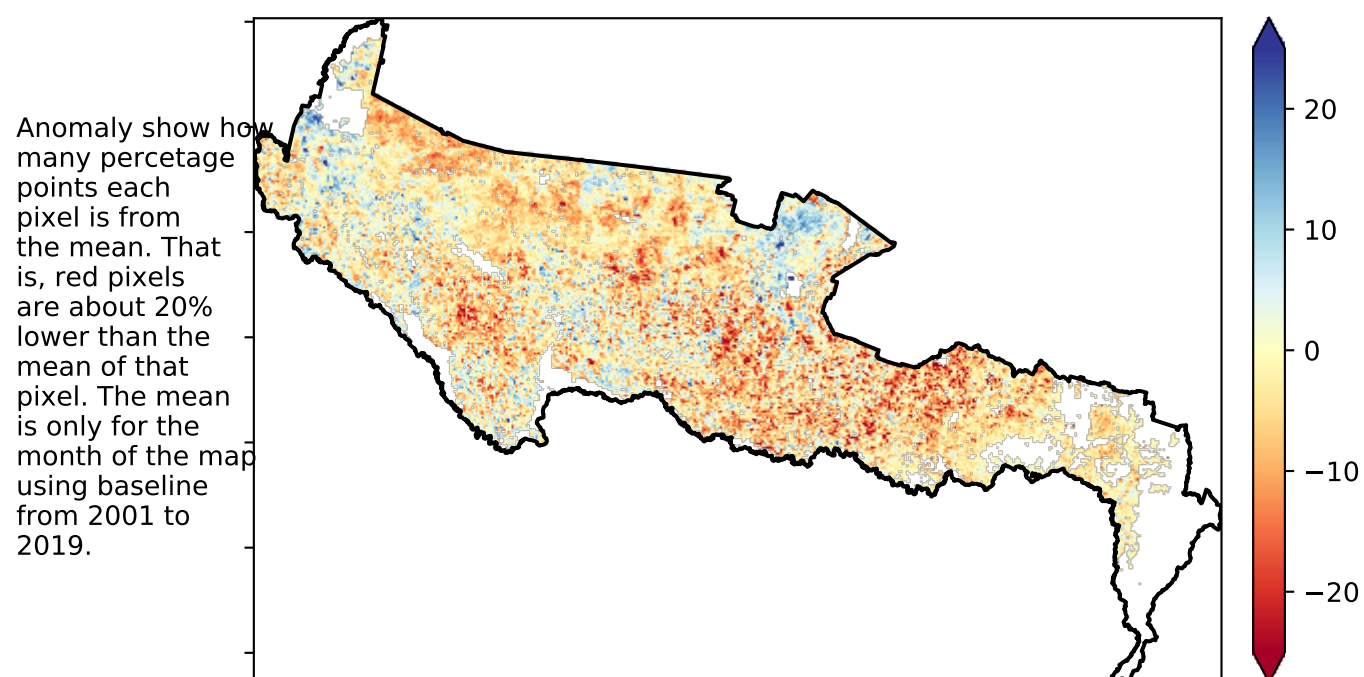 Anomaly show how
many percetage
points each
pixel is from
the mean. That
is, red pixels
are about 20%
lower than the
mean of that
pixel. The mean
is only for the
month of the map
using baseline
from 2001 to
2019.
20
10
0
−10
−20